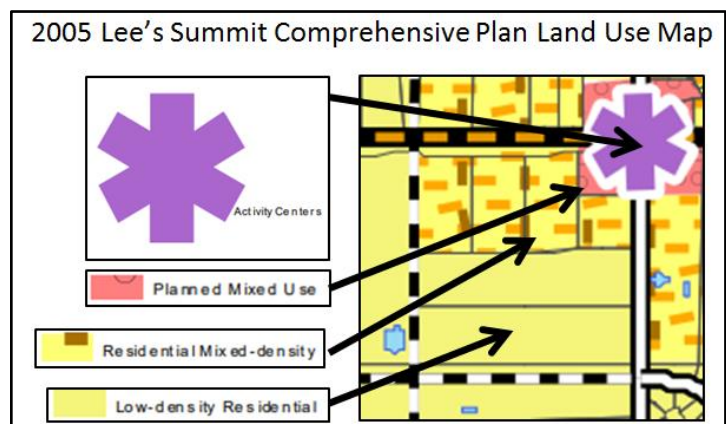 2005 Lee's Summit Comprehensive Plan Land Use Map
Activity Centers
Planned Mixed Use
Residential Mixed-density
Low-density Residential